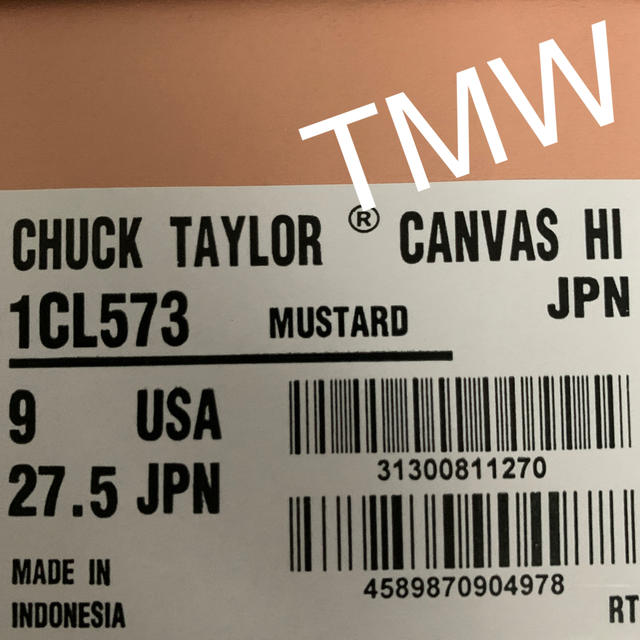 TMW
CHUCK TAYLOR ® CANVAS HI
1CL573 MUSTARD JPN
9 USA
31300811270
27.5 JPN
4589870904978
MADE IN
INDONESIA
RT